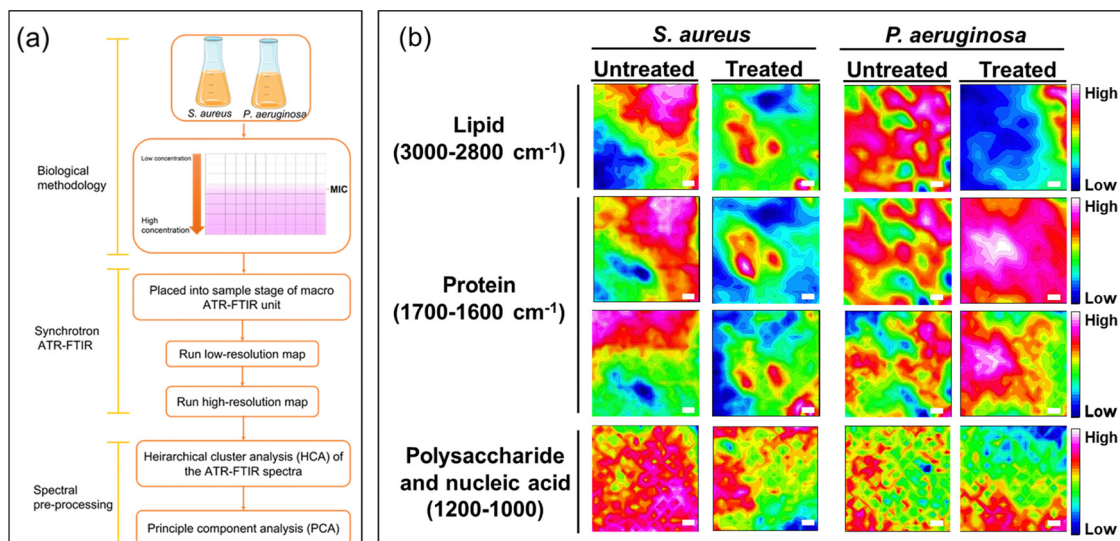 (a)
S. aureus P. aeruginosa
Biological
methodology
Low concentration
MIC
High
concentration
Synchrotron
ATR-FTIR
Placed into sample stage of macro
ATR-FTIR unit
Run low-resolution map
Run high-resolution map
Spectral
pre-processing
Heirarchical cluster analysis (HCA) of
the ATR-FTIR spectra
Principle component analysis (PCA)
(b)
S. aureus P. aeruginosa
Untreated Treated Untreated Treated
Lipid
(3000-2800 cm⁻¹)
High
Low
Protein
(1700-1600 cm⁻¹)
High
Low
High
Low
Polysaccharide
and nucleic acid
(1200-1000)
High
Low